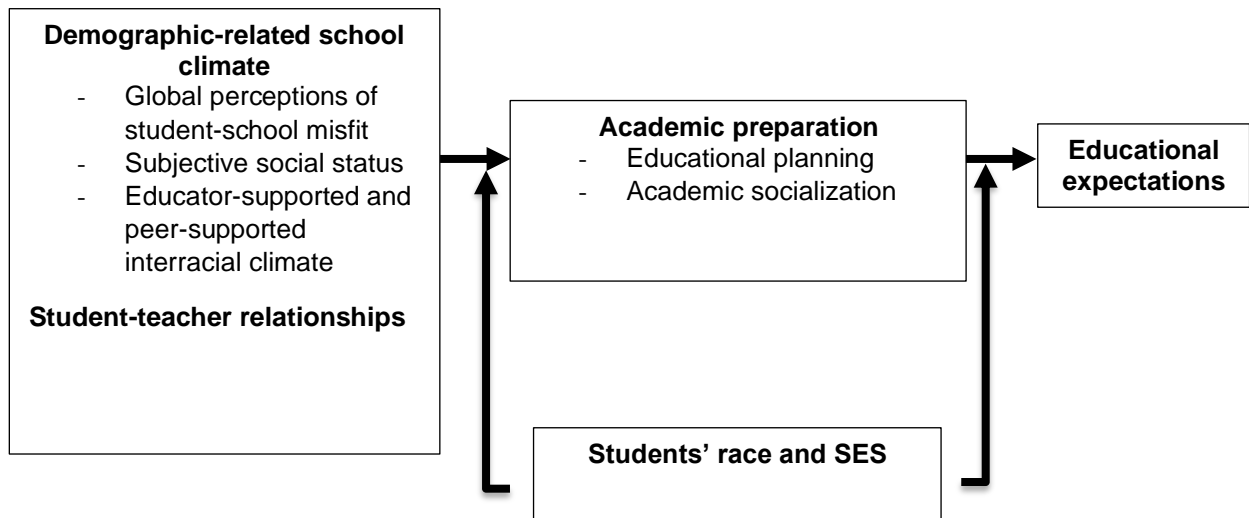 Demographic-related school
climate
- Global perceptions of
student-school misfit
- Subjective social status
- Educator-supported and
peer-supported
interracial climate
Student-teacher relationships
Academic preparation
- Educational planning
- Academic socialization
Educational
expectations
Students’ race and SES